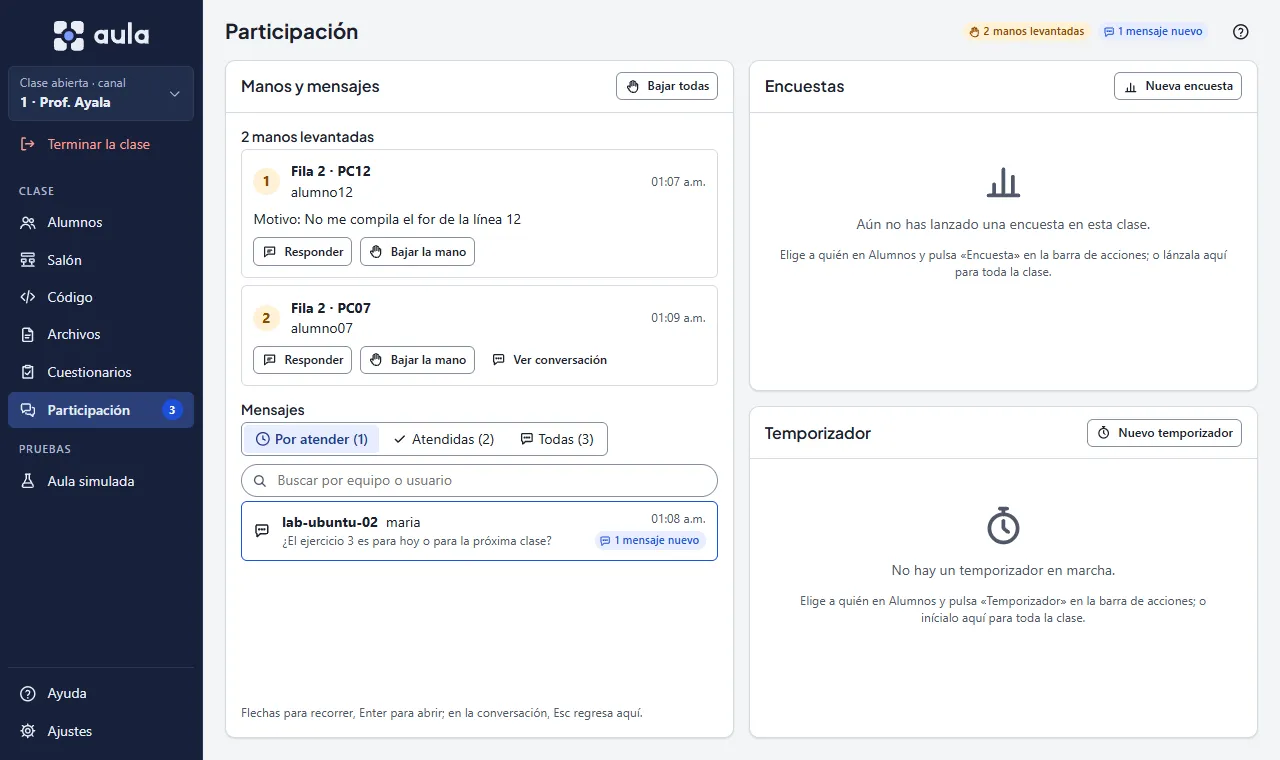 aula
Clase abierta · canal
1 · Prof. Ayala
Terminar la clase
CLASE
Alumnos
Salón
Código
Archivos
Cuestionarios
Participación 3
PRUEBAS
Aula simulada
Ayuda
Ajustes
Participación
2 manos levantadas
1 mensaje nuevo
Manos y mensajes
Bajar todas
2 manos levantadas
1 Fila 2 · PC12
alumno12
01:07 a.m.
Motivo: No me compila el for de la línea 12
Responder
Bajar la mano
2 Fila 2 · PC07
alumno07
01:09 a.m.
Responder
Bajar la mano
Ver conversación
Mensajes
Por atender (1)
Atendidas (2)
Todas (3)
Buscar por equipo o usuario
lab-ubuntu-02 maria
01:08 a.m.
¿El ejercicio 3 es para hoy o para la próxima clase?
1 mensaje nuevo
Flechas para recorrer, Enter para abrir; en la conversación, Esc regresa aquí.
Encuestas
Nueva encuesta
Aún no has lanzado una encuesta en esta clase.
Elige a quién en Alumnos y pulsa «Encuesta» en la barra de acciones; o lánzala aquí
para toda la clase.
Temporizador
Nuevo temporizador
No hay un temporizador en marcha.
Elige a quién en Alumnos y pulsa «Temporizador» en la barra de acciones; o
inícialo aquí para toda la clase.